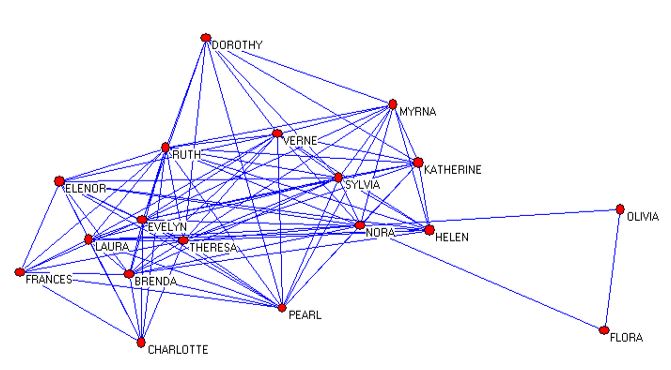 DOROTHY
MYRNA
VERNE
RUTH
KATHERINE
SYLVIA
ELENOR
OLIVIA
EVELYN
NORA
HELEN
LAURA
THERESA
FRANCES
BRENDA
PEARL
FLORA
CHARLOTTE